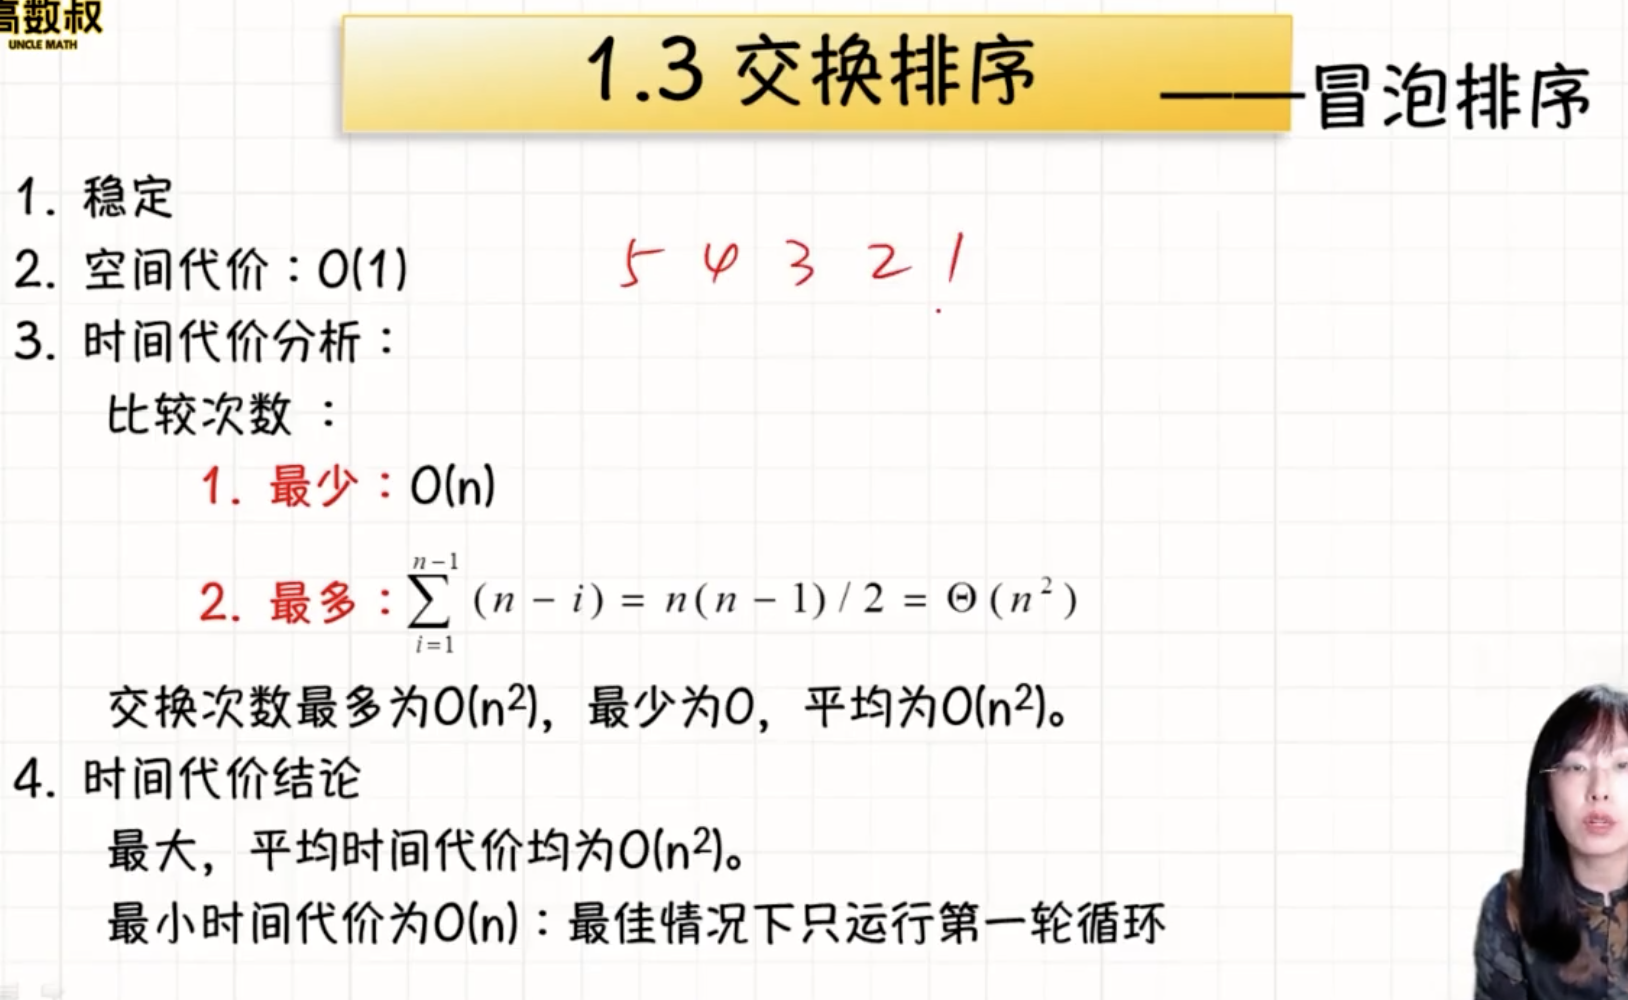 高数叔
UNCLE MATH
1.3 交换排序 ——冒泡排序
1. 稳定
2. 空间代价：O(1)
5 4 3 2 1
3. 时间代价分析：
比较次数 ：
1. 最少：O(n)
2. 最多：\sum_{i=1}^{n-1} (n - i) = n(n - 1) / 2 = Θ(n²)
交换次数最多为O(n²)，最少为0，平均为O(n²)。
4. 时间代价结论
最大，平均时间代价均为O(n²)。
最小时间代价为O(n)：最佳情况下只运行第一轮循环